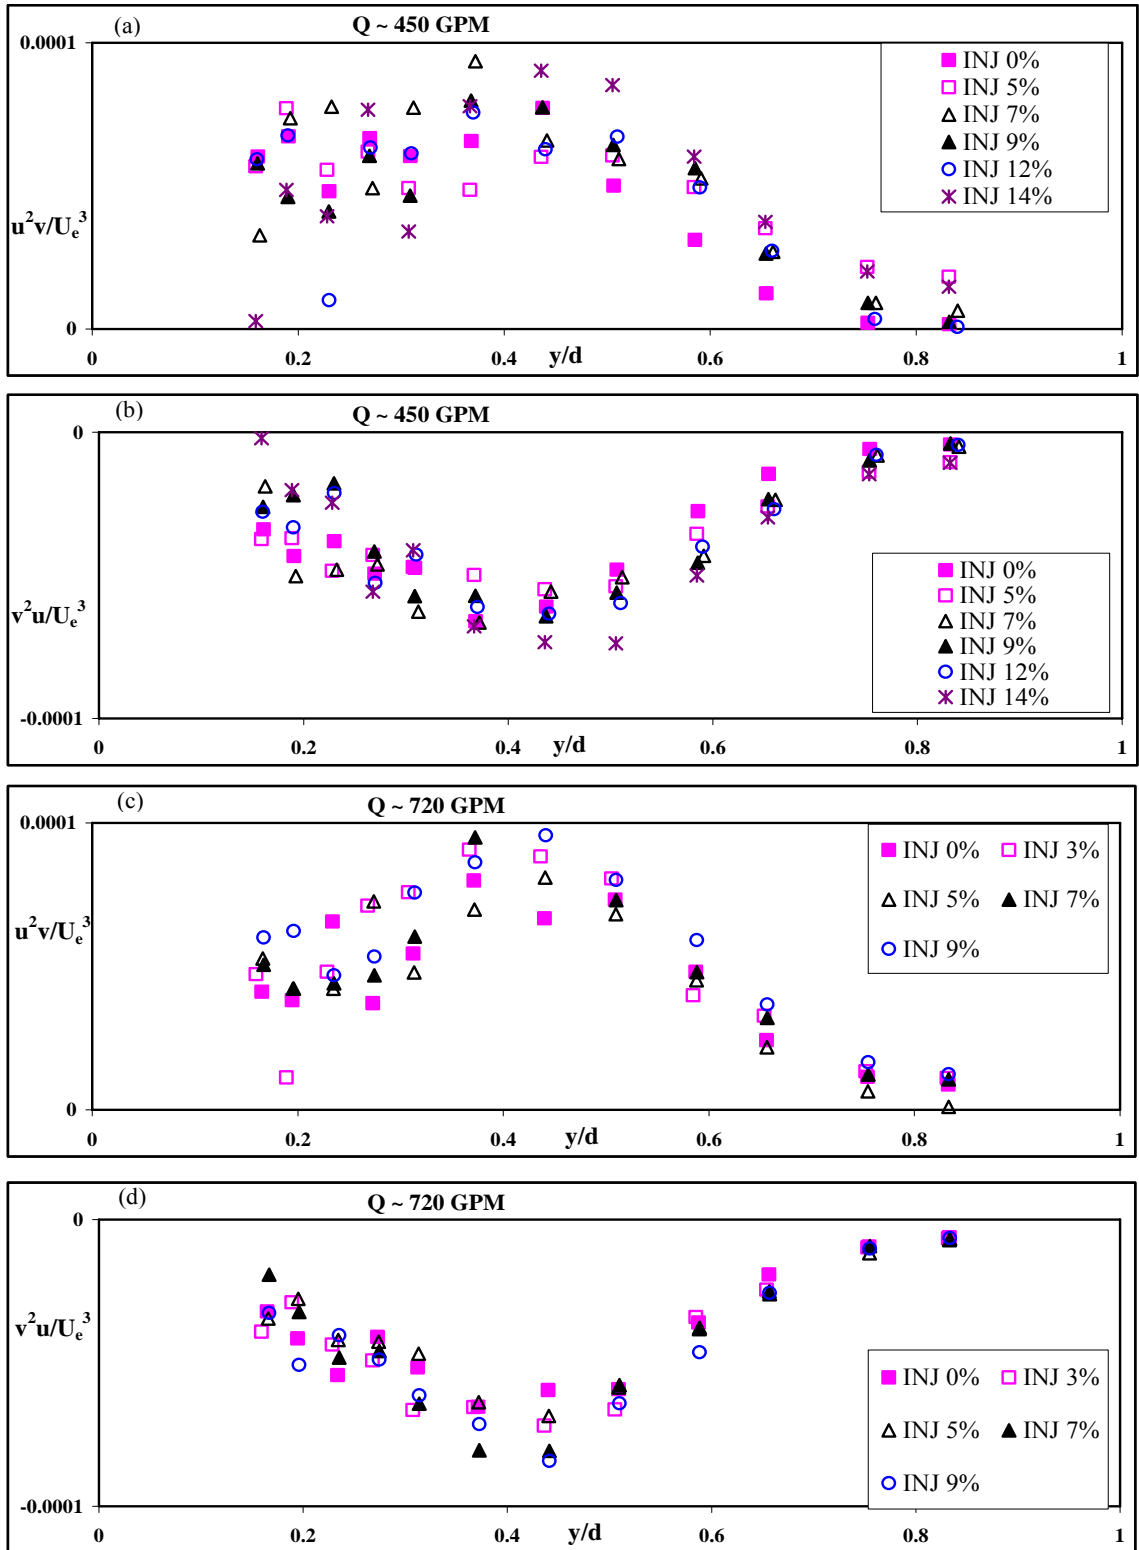 (a)
Q ~ 450 GPM
0.0001
INJ 0%
INJ 5%
INJ 7%
INJ 9%
INJ 12%
INJ 14%
u²v/Uₑ³
0
0 0.2 0.4 y/d 0.6 0.8 1
(b)
Q ~ 450 GPM
0
INJ 0%
INJ 5%
INJ 7%
INJ 9%
INJ 12%
INJ 14%
v²u/Uₑ³
-0.0001
0 0.2 0.4 y/d 0.6 0.8 1
(c)
Q ~ 720 GPM
0.0001
INJ 0% INJ 3%
INJ 5% INJ 7%
INJ 9%
u²v/Uₑ³
0
0 0.2 0.4 y/d 0.6 0.8 1
(d)
Q ~ 720 GPM
0
v²u/Uₑ³
INJ 0% INJ 3%
INJ 5% INJ 7%
INJ 9%
-0.0001
0 0.2 0.4 y/d 0.6 0.8 1